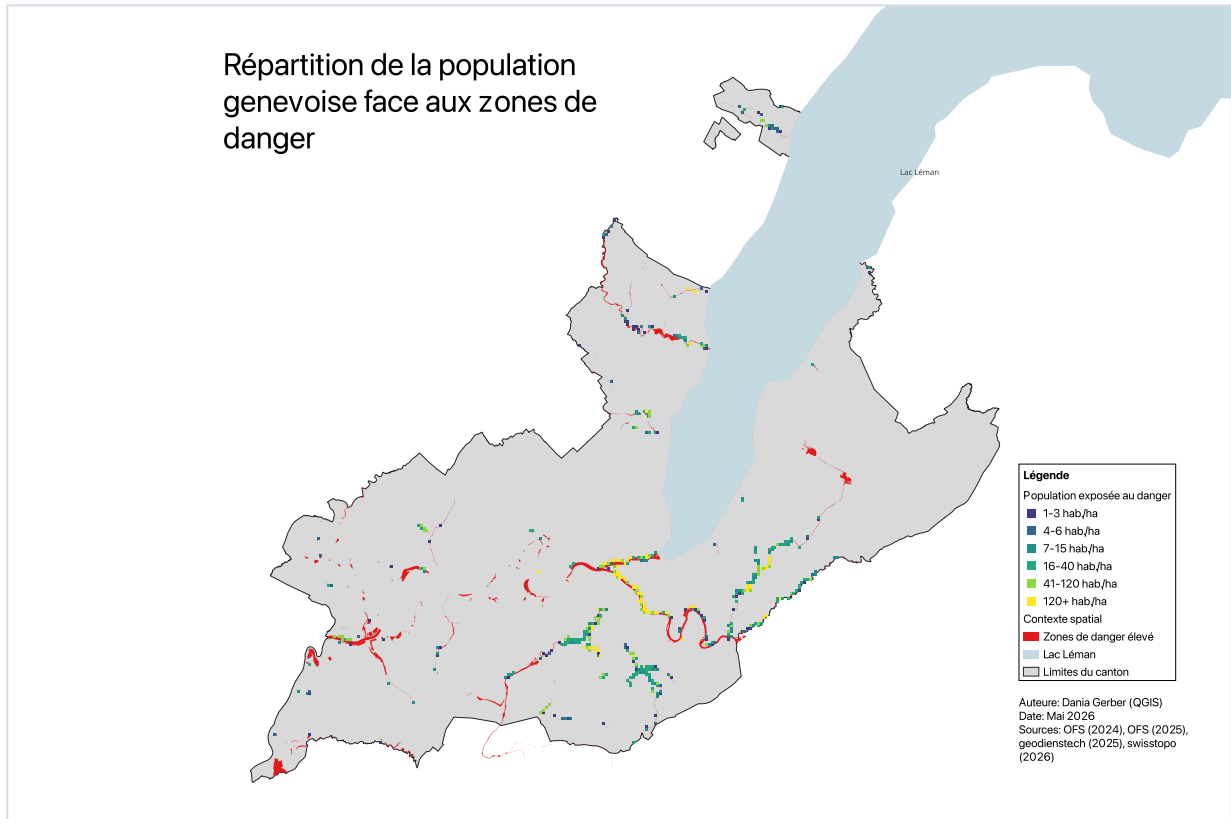 Répartition de la population
genevoise face aux zones de
danger
Lac Léman
Légende
Population exposée au danger
1-3 hab/ha
4-6 hab/ha
7-15 hab/ha
16-40 hab/ha
41-120 hab/ha
120+ hab/ha
Contexte spatial
Zones de danger élevé
Lac Léman
Limites du canton
Auteure: Dania Gerber (QGIS)
Date: Mai 2026
Sources: OFS (2024), OFS (2025),
geodienstech (2025), swisstopo
(2026)